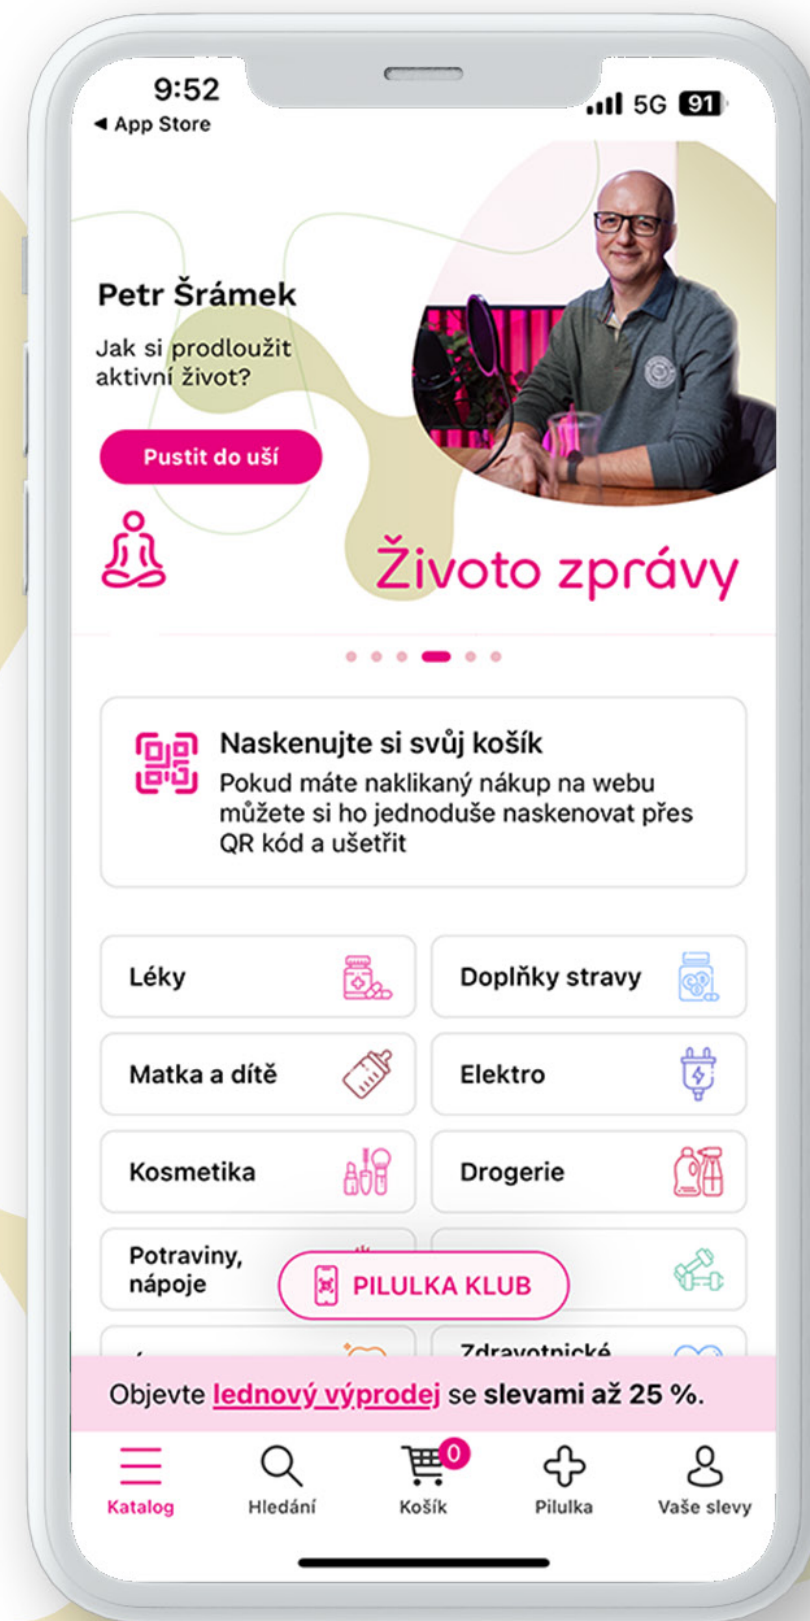 9:52
5G 91
◀ App Store
Petr Šrámek
Jak si prodloužit
aktivní život?
Pustit do uší
Životo zprávy
Naskenujte si svůj košík
Pokud máte naklikaný nákup na webu
můžete si ho jednoduše naskenovat přes
QR kód a ušetřit
Léky
Doplňky stravy
Matka a dítě
Elektro
Kosmetika
Drogerie
Potraviny,
nápoje
PILULKA KLUB
Zdravotnické
Objevte lednový výprodej se slevami až 25 %.
0
Katalog
Hledání
Košík
Pilulka
Vaše slevy